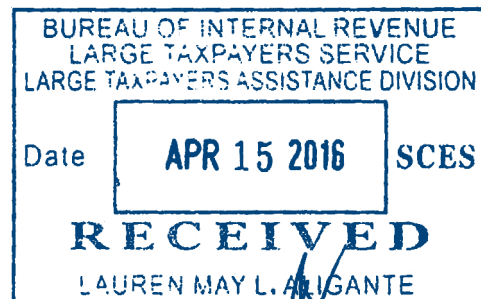 BUREAU OF INTERNAL REVENUE
LARGE TAXPAYERS SERVICE
LARGE TAXPAYERS ASSISTANCE DIVISION
Date APR 15 2016 SCES
RECEIVED
LAUREN MAY L. ALIGANTE